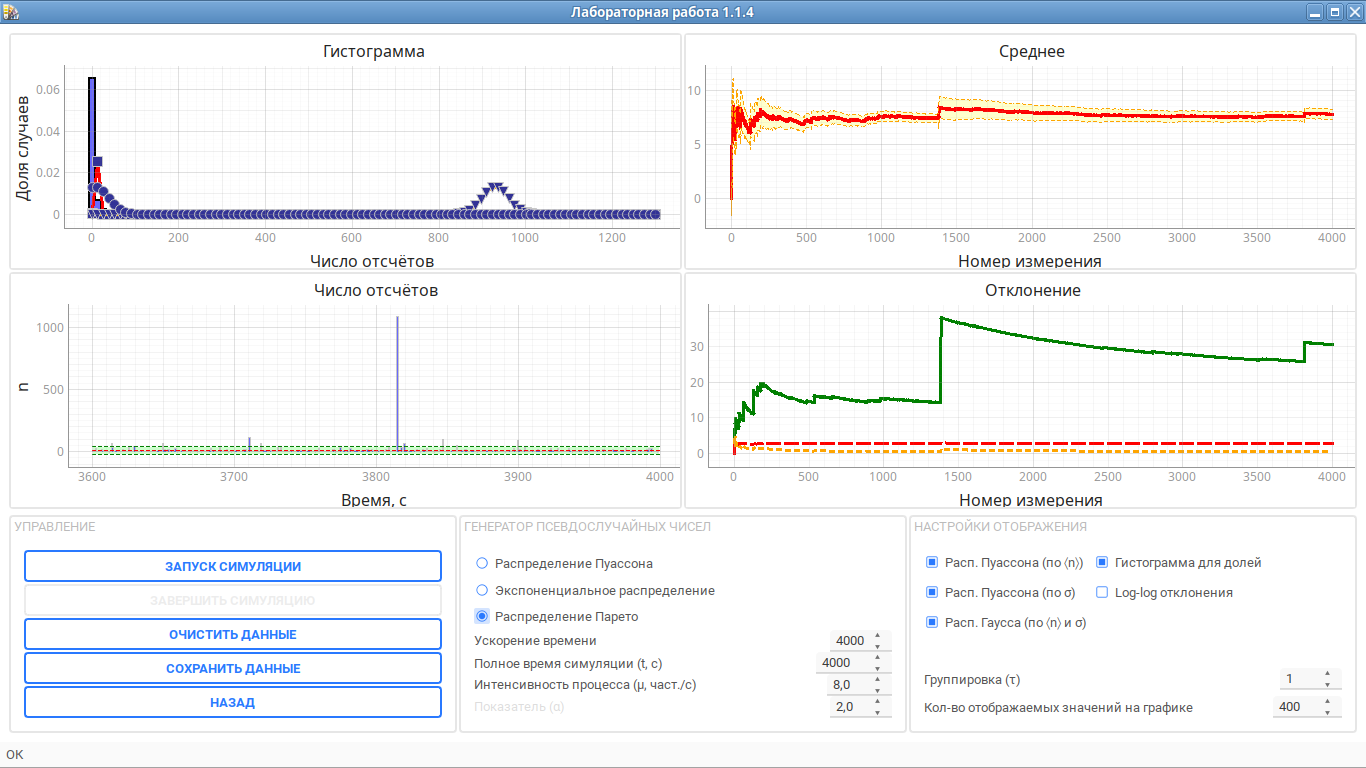 Лабораторная работа 1.1.4
Гистограмма
Доля случаев
0.06
0.04
0.02
0
0 200 400 600 800 1000 1200
Число отсчётов
Среднее
10
5
0
0 500 1000 1500 2000 2500 3000 3500 4000
Номер измерения
Число отсчётов
n
1000
500
0
3600 3700 3800 3900 4000
Время, с
Отклонение
30
20
10
0
0 500 1000 1500 2000 2500 3000 3500 4000
Номер измерения
УПРАВЛЕНИЕ
ЗАПУСК СИМУЛЯЦИИ
ЗАВЕРШИТЬ СИМУЛЯЦИЮ
ОЧИСТИТЬ ДАННЫЕ
СОХРАНИТЬ ДАННЫЕ
НАЗАД
ГЕНЕРАТОР ПСЕВДОСЛУЧАЙНЫХ ЧИСЕЛ
Распределение Пуассона
Экспоненциальное распределение
Распределение Парето
Ускорение времени 4000
Полное время симуляции (t, с) 4000
Интенсивность процесса (μ, част./с) 8,0
Показатель (α) 2,0
НАСТРОЙКИ ОТОБРАЖЕНИЯ
Расп. Пуассона (по ⟨n⟩) Гистограмма для долей
Расп. Пуассона (по σ) Log-log отклонения
Расп. Гаусса (по ⟨n⟩ и σ)
Группировка (τ) 1
Кол-во отображаемых значений на графике 400
ОК